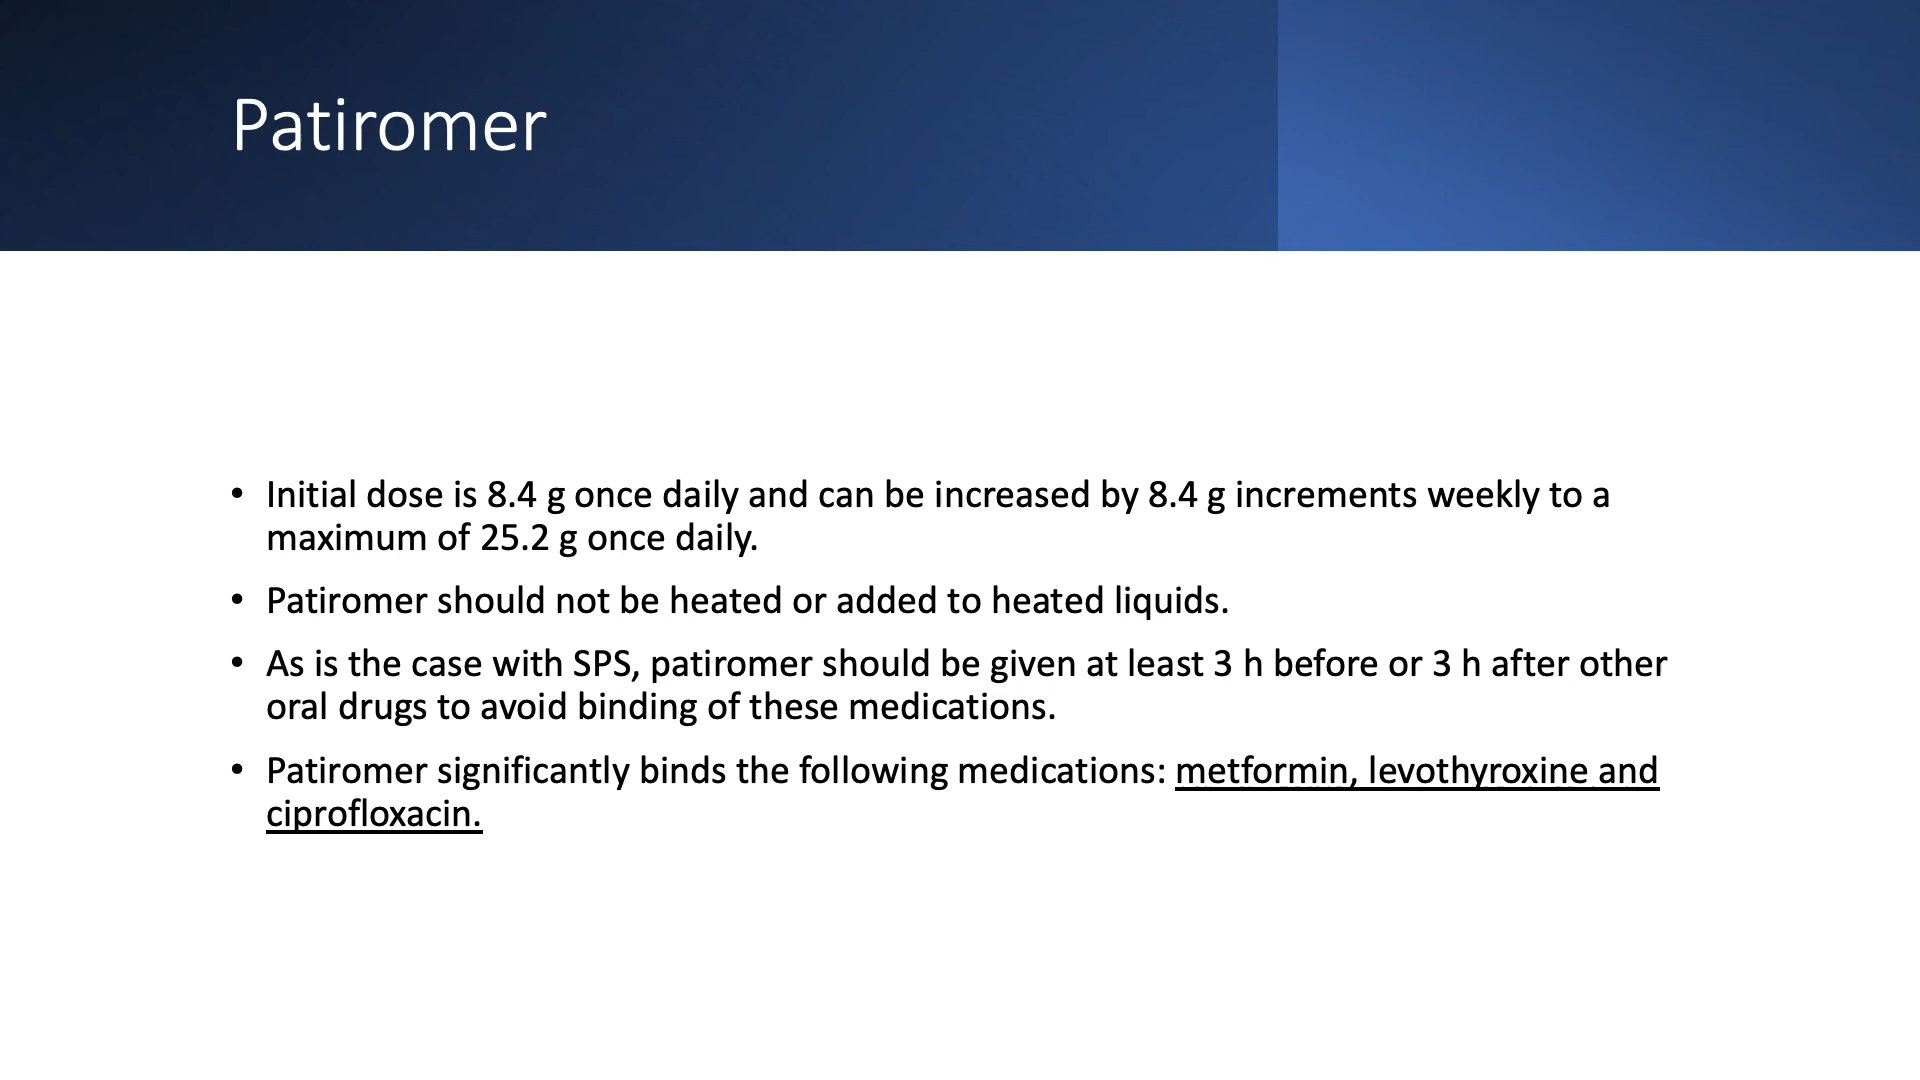 Patiromer
• Initial dose is 8.4 g once daily and can be increased by 8.4 g increments weekly to a
maximum of 25.2 g once daily.
• Patiromer should not be heated or added to heated liquids.
• As is the case with SPS, patiromer should be given at least 3 h before or 3 h after other
oral drugs to avoid binding of these medications.
• Patiromer significantly binds the following medications: metformin, levothyroxine and
ciprofloxacin.